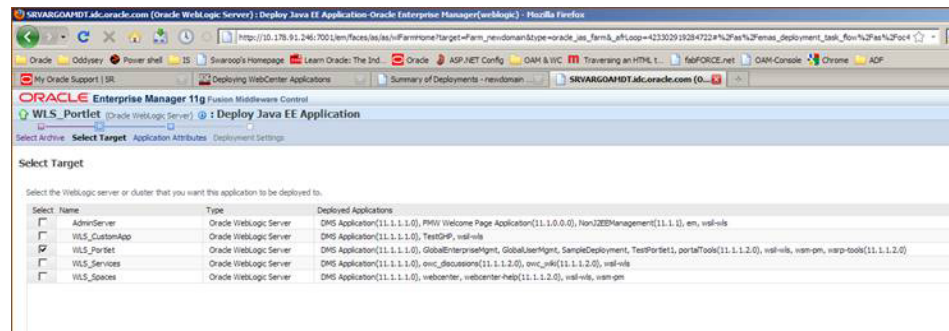 SRVARGOAMDT.idc.oracle.com (Oracle WebLogic Server) : Deploy Java EE Application-Oracle Enterprise Manager(weblogic) - Mozilla Firefox
Oracle Oddysey Power shell IS Swaroop's Homepage Learn Oracle: The Ind... Oracle ASP.NET Config OAM & WC Traversing an HTML t... fabFORCE.net OAM-Console Chrome ADF
My Oracle Support | SR Deploying WebCenter Applications Summary of Deployments - newdomain ... SRVARGOAMDT.idc.oracle.com (O...
ORACLE Enterprise Manager 11g Fusion Middleware Control
WLS_Portlet (Oracle WebLogic Server) : Deploy Java EE Application
Select Archive Select Target Application Attributes Deployment Settings
Select Target
Select the WebLogic server or cluster that you want this application to be deployed to.
Select Name Type Deployed Applications
AdminServer Oracle WebLogic Server DMS Application(11.1.1.1.0), FMW Welcome Page Application(11.1.0.0.0), NonJ2EEManagement(11.1.1), em, wsil-wls
WLS_CustomApp Oracle WebLogic Server DMS Application(11.1.1.1.0), TestGHP, wsil-wls
WLS_Portlet Oracle WebLogic Server DMS Application(11.1.1.1.0), GlobalEnterpriseMgmt, GlobalUserMgmt, SampleDeployment, TestPortlet1, portalTools(11.1.1.2.0), wsil-wls, wsm-pm, wsrp-tools(11.1.1.2.0)
WLS_Services Oracle WebLogic Server DMS Application(11.1.1.1.0), owc_discussions(11.1.1.2.0), owc_wiki(11.1.1.2.0), wsil-wls
WLS_Spaces Oracle WebLogic Server DMS Application(11.1.1.1.0), webcenter, webcenter-help(11.1.1.2.0), wsil-wls, wsm-pm